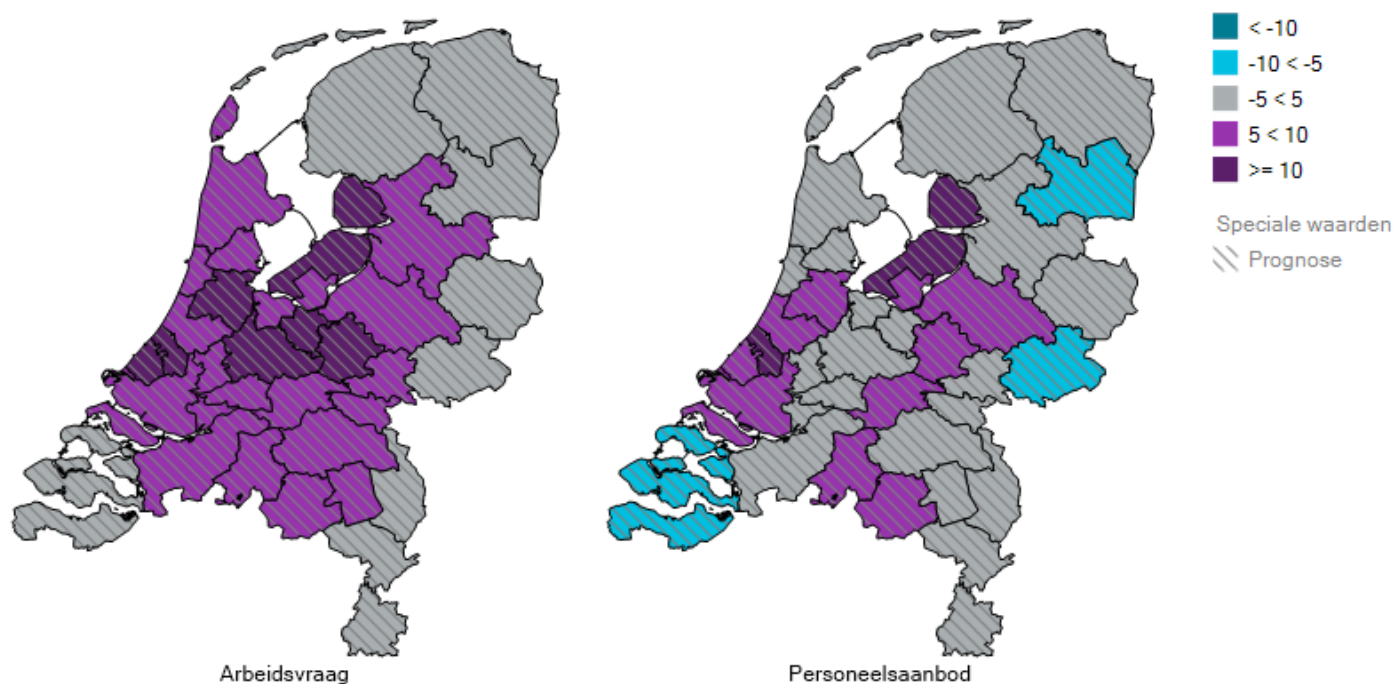 < -10
-10 < -5
-5 < 5
5 < 10
>= 10
Speciale waarden
Prognose
Arbeidsvraag
Personeelsaanbod